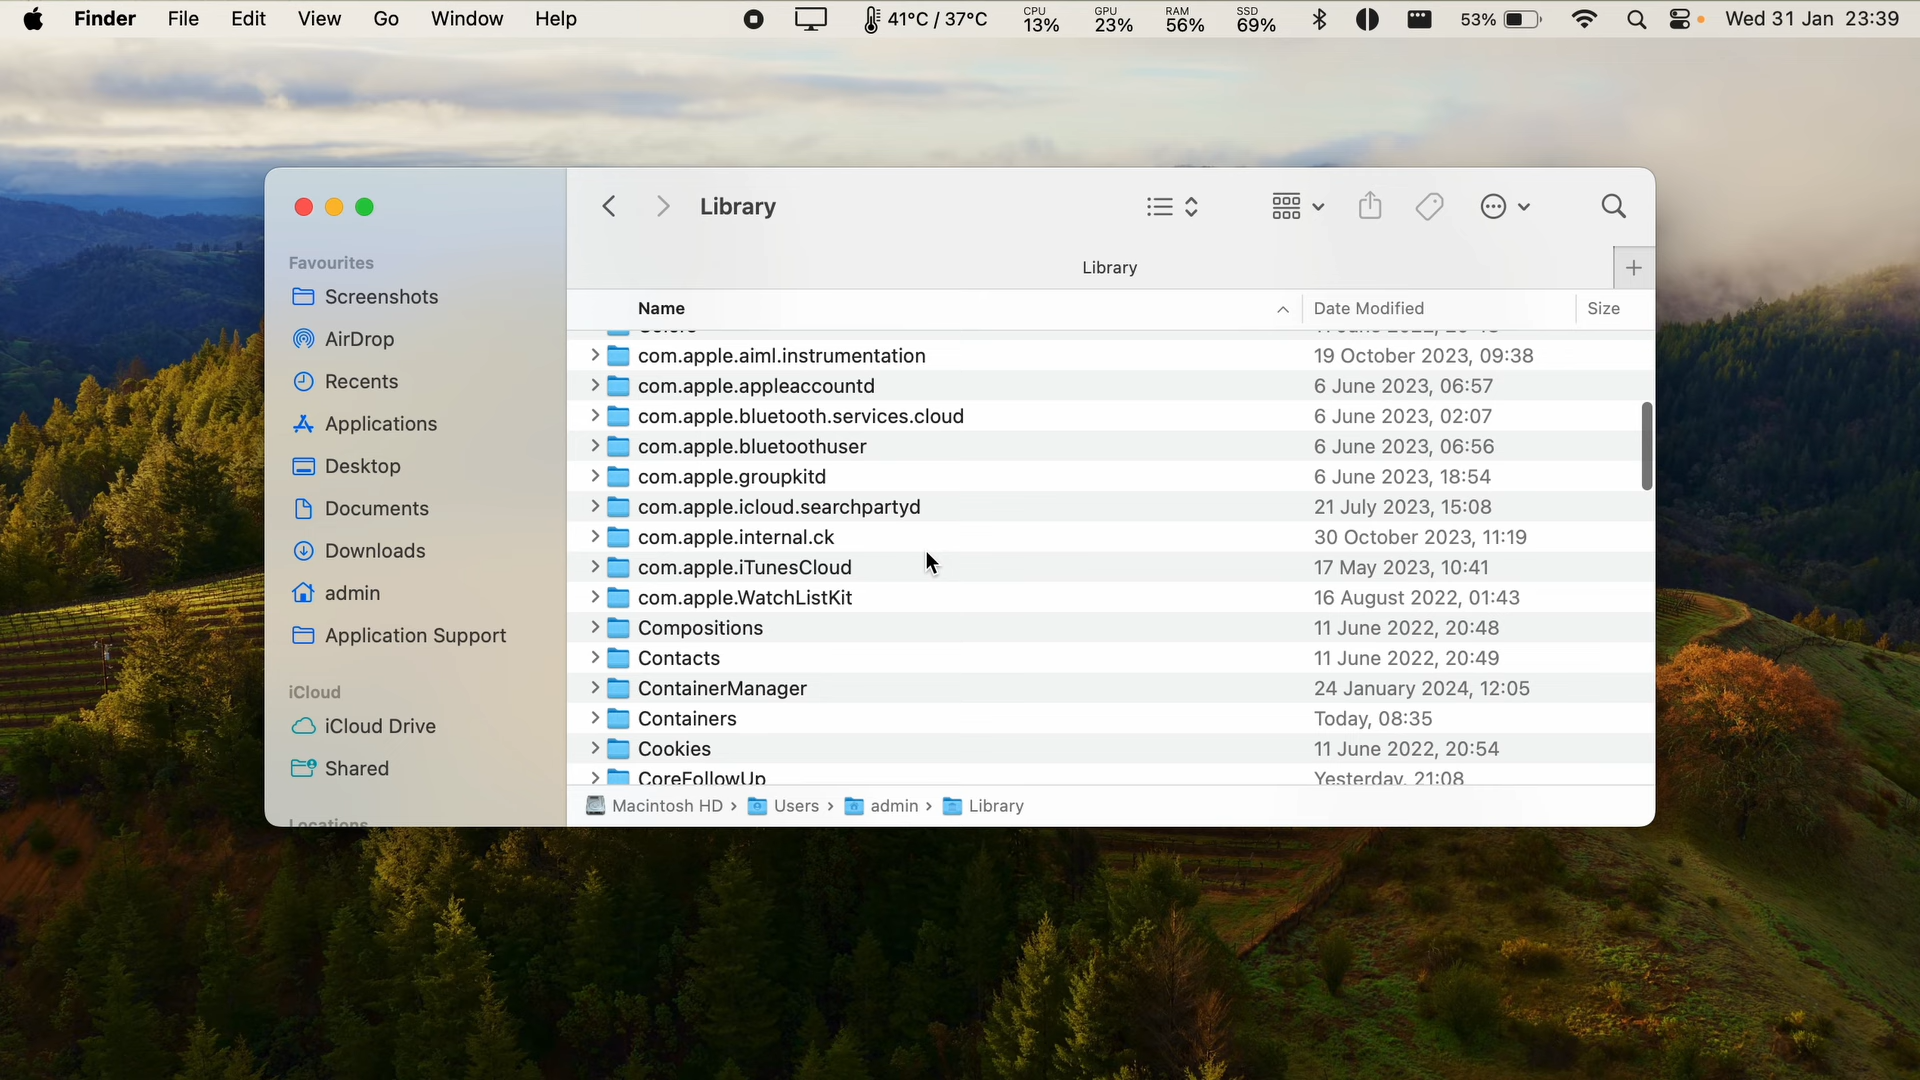 Finder File Edit View Go Window Help 41°C / 37°C CPU 13% GPU 23% RAM 56% SSD 69% 53% Wed 31 Jan 23:39
Library
Library
Favourites
Screenshots
AirDrop
Recents
Applications
Desktop
Documents
Downloads
admin
Application Support
iCloud
iCloud Drive
Shared
Locations
Name Date Modified Size
com.apple.aiml.instrumentation 19 October 2023, 09:38
com.apple.appleaccountd 6 June 2023, 06:57
com.apple.bluetooth.services.cloud 6 June 2023, 02:07
com.apple.bluetoothuser 6 June 2023, 06:56
com.apple.groupkitd 6 June 2023, 18:54
com.apple.icloud.searchpartyd 21 July 2023, 15:08
com.apple.internal.ck 30 October 2023, 11:19
com.apple.iTunesCloud 17 May 2023, 10:41
com.apple.WatchListKit 16 August 2022, 01:43
Compositions 11 June 2022, 20:48
Contacts 11 June 2022, 20:49
ContainerManager 24 January 2024, 12:05
Containers Today, 08:35
Cookies 11 June 2022, 20:54
CoreFollowUp Yesterday, 21:08
Macintosh HD › Users › admin › Library